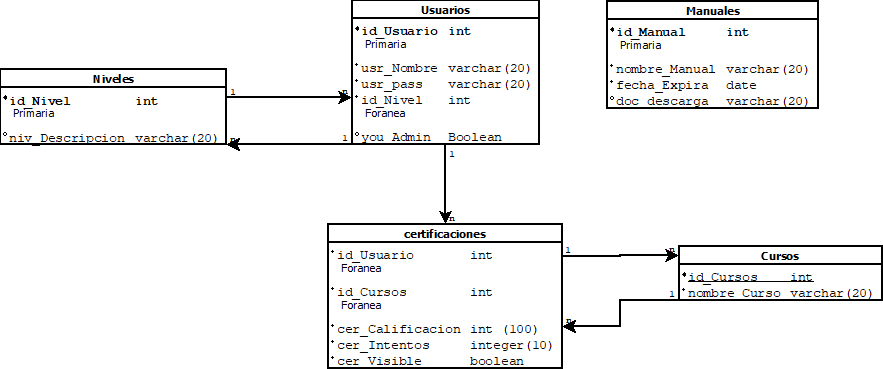 Usuarios
id_Usuario int
Primaria
usr_Nombre varchar(20)
usr_pass varchar(20)
id_Nivel int
Foranea
you_Admin Boolean
Manuales
id_Manual int
Primaria
nombre_Manual varchar(20)
fecha_Expira date
doc_descarga varchar(20)
Niveles
id_Nivel int
Primaria
niv_Descripcion varchar(20)
1 n
1 n
1
n
certificaciones
id_Usuario int
Foranea
id_Cursos int
Foranea
cer_Calificacion int (100)
cer_Intentos integer(10)
cer_Visible boolean
1 n
1 n
Cursos
id_Cursos int
nombre_Curso varchar(20)